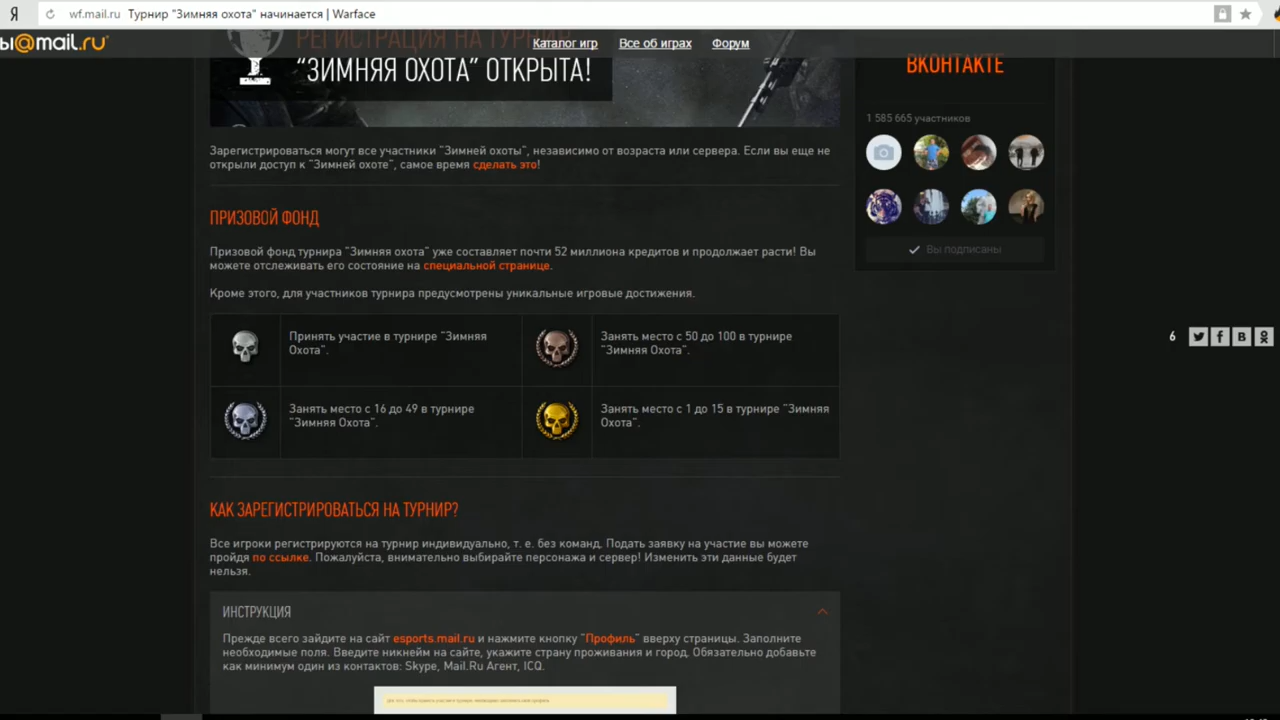 Я wf.mail.ru Турнир "Зимняя охота" начинается | Warface
ы@mail.ru Каталог игр Все об играх Форум
РЕГИСТРАЦИЯ НА ТУРНИР
“ЗИМНЯЯ ОХОТА” ОТКРЫТА!
Зарегистрироваться могут все участники "Зимней охоты", независимо от возраста или сервера. Если вы еще не
открыли доступ к "Зимней охоте", самое время сделать это!
ПРИЗОВОЙ ФОНД
Призовой фонд турнира "Зимняя охота" уже составляет почти 52 миллиона кредитов и продолжает расти! Вы
можете отслеживать его состояние на специальной странице.
Кроме этого, для участников турнира предусмотрены уникальные игровые достижения.
Принять участие в турнире "Зимняя
Охота".
Занять место с 50 до 100 в турнире
"Зимняя Охота".
Занять место с 16 до 49 в турнире
"Зимняя Охота".
Занять место с 1 до 15 в турнире "Зимняя
Охота".
КАК ЗАРЕГИСТРИРОВАТЬСЯ НА ТУРНИР?
Все игроки регистрируются на турнир индивидуально, т. е. без команд. Подать заявку на участие вы можете
пройдя по ссылке. Пожалуйста, внимательно выбирайте персонажа и сервер! Изменить эти данные будет
нельзя.
ИНСТРУКЦИЯ
Прежде всего зайдите на сайт esports.mail.ru и нажмите кнопку "Профиль" вверху страницы. Заполните
необходимые поля. Введите никнейм на сайте, укажите страну проживания и город. Обязательно добавьте
как минимум один из контактов: Skype, Mail.Ru Агент, ICQ.
ВКОНТАКТЕ
1 585 665 участников
Вы подписаны
6